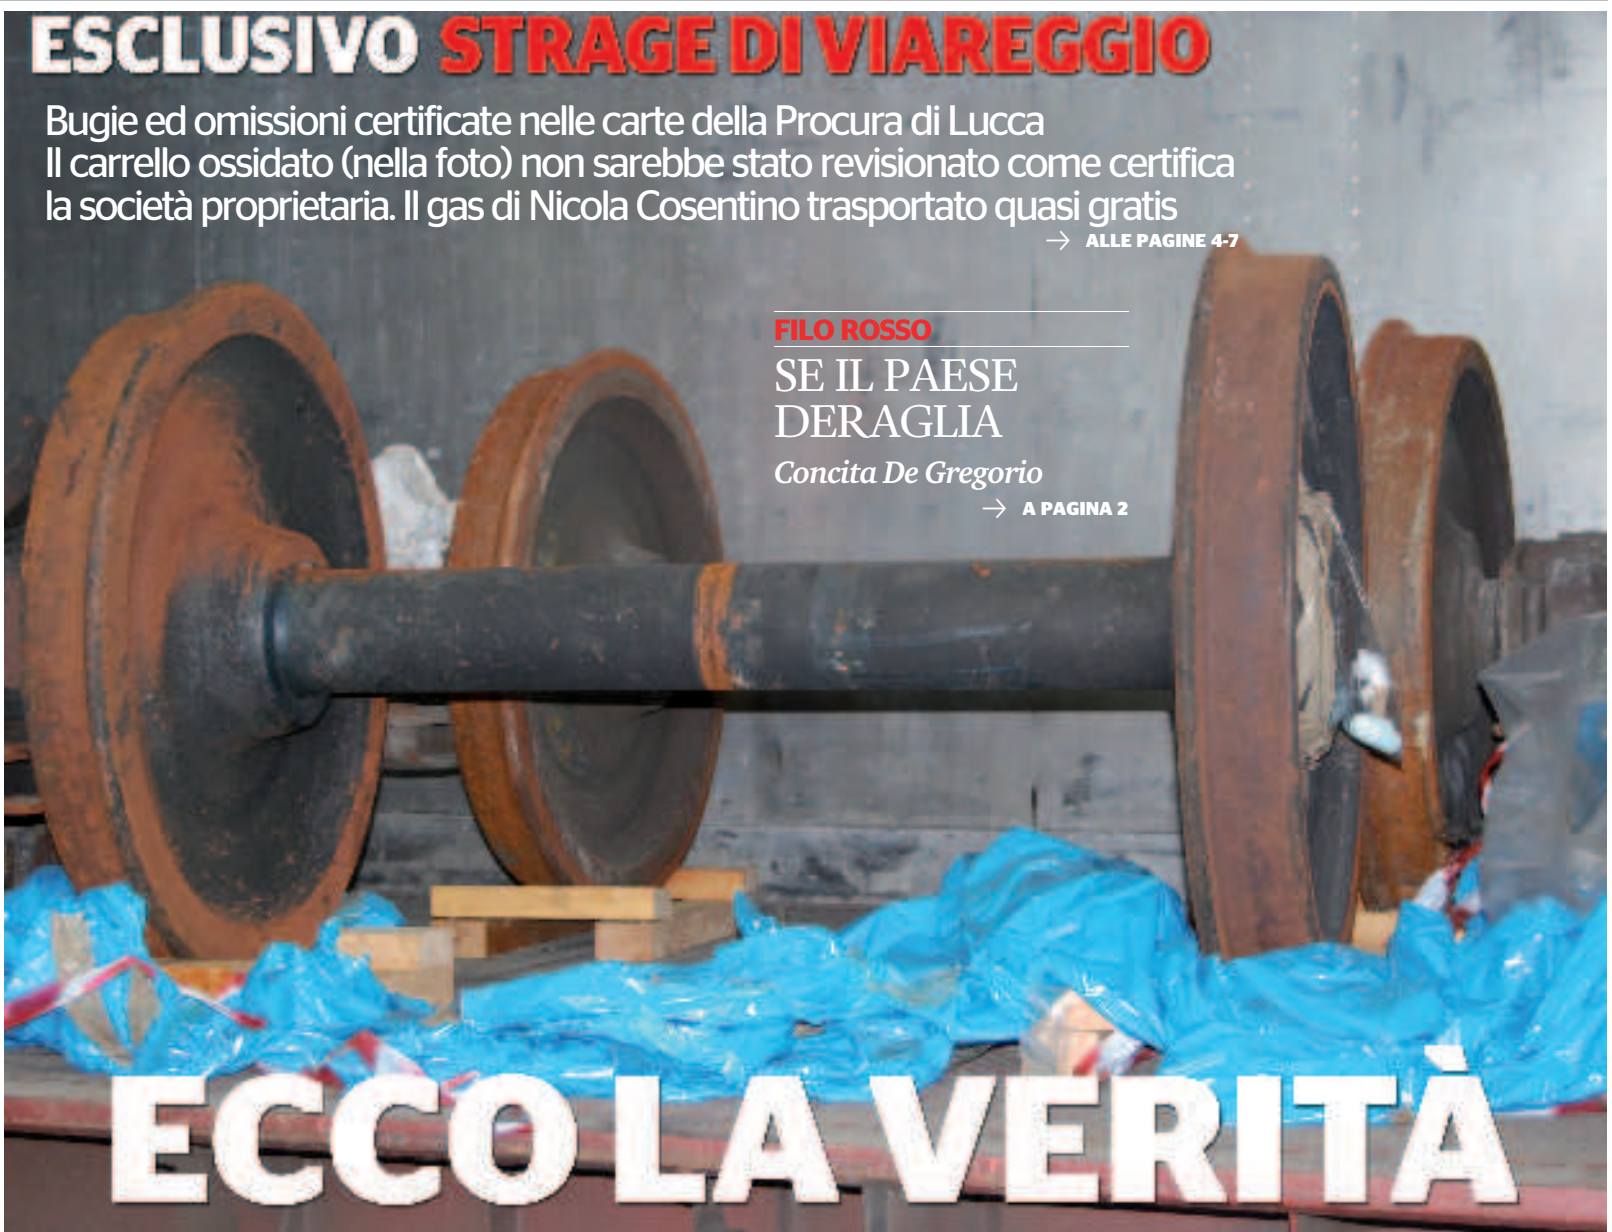 ESCLUSIVO STRAGE DI VIAREGGIO
Bugie ed omissioni certificate nelle carte della Procura di Lucca
Il carrello ossidato (nella foto) non sarebbe stato revisionato come certifica
la società proprietaria. Il gas di Nicola Cosentino trasportato quasi gratis
→ ALLE PAGINE 4-7
FILO ROSSO
SE IL PAESE
DERAGLIA
Concita De Gregorio
→ A PAGINA 2
ECCO LA VERITÀ